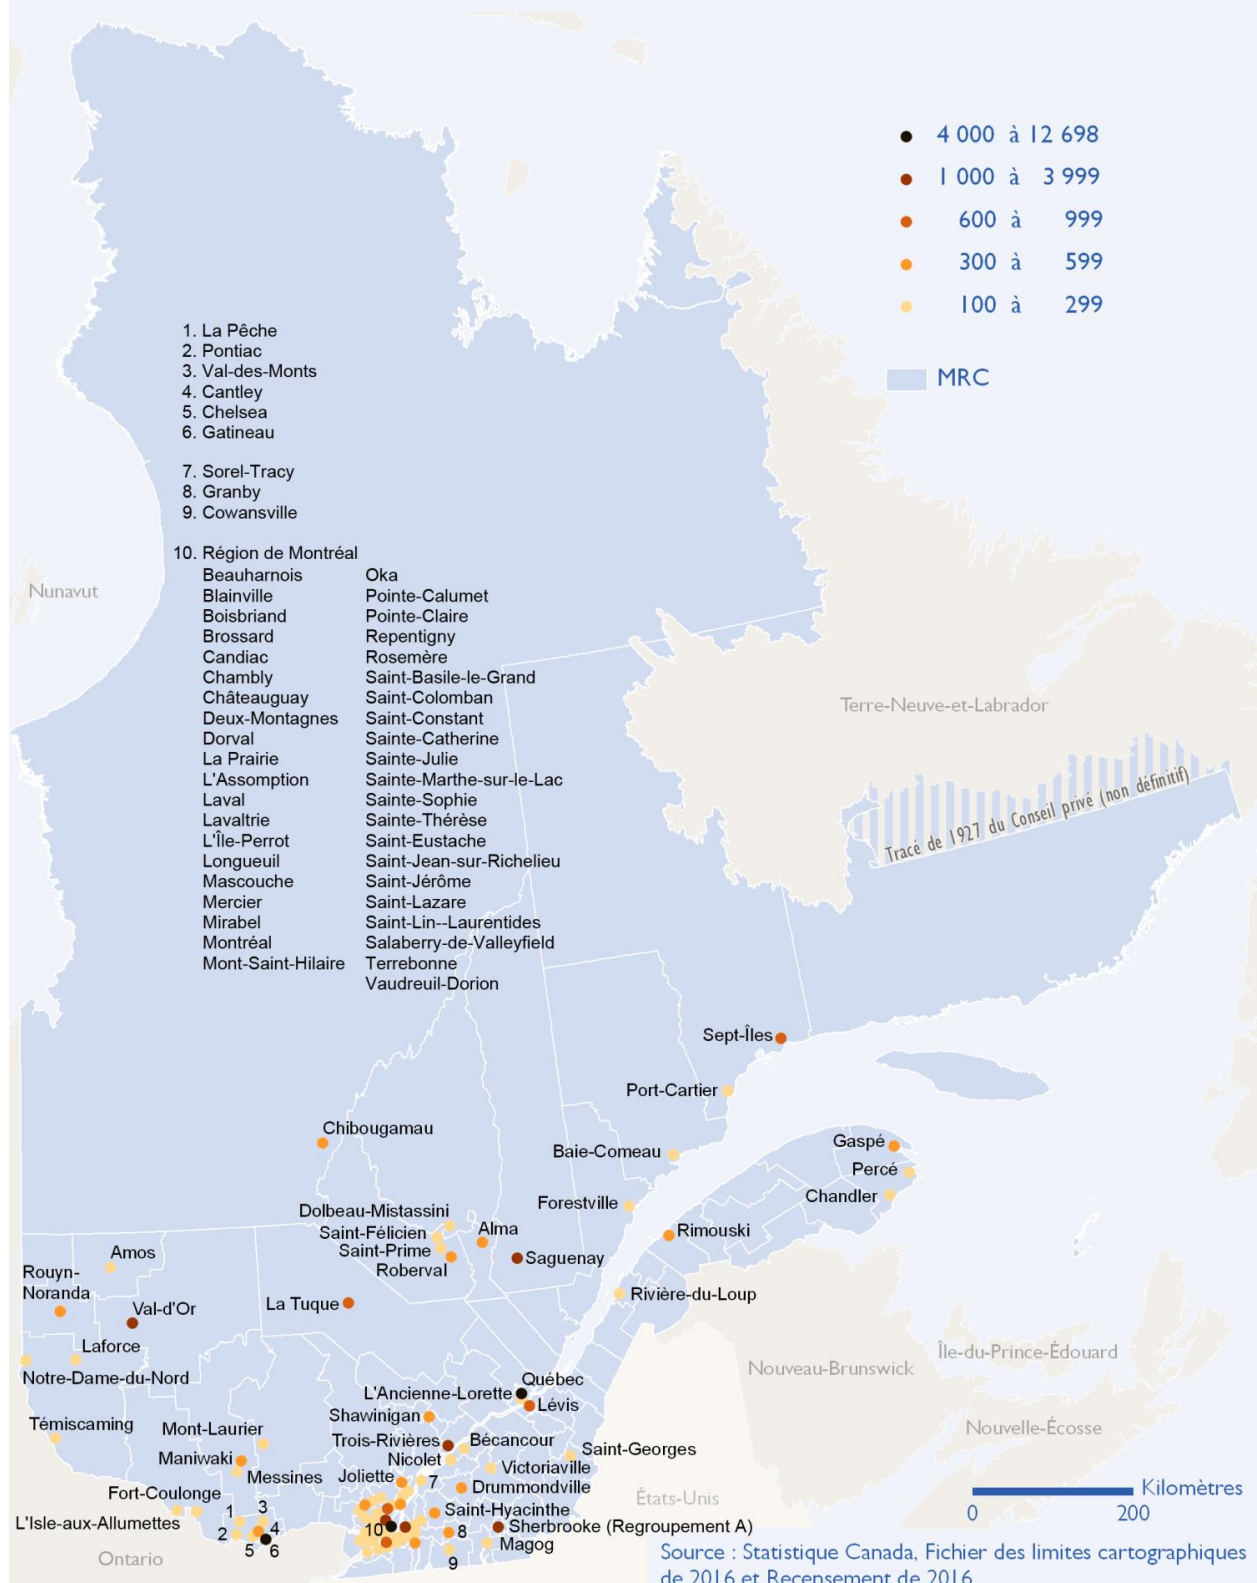 4 000 à 12 698
1 000 à 3 999
600 à 999
300 à 599
100 à 299
MRC
1. La Pêche
2. Pontiac
3. Val-des-Monts
4. Cantley
5. Chelsea
6. Gatineau
7. Sorel-Tracy
8. Granby
9. Cowansville
10. Région de Montréal
Beauharnois
Blainville
Boisbriand
Brossard
Candiac
Chambly
Châteauguay
Deux-Montagnes
Dorval
La Prairie
L'Assomption
Laval
Lavaltrie
L'Île-Perrot
Longueuil
Mascouche
Mercier
Mirabel
Montréal
Mont-Saint-Hilaire
Oka
Pointe-Calumet
Pointe-Claire
Repentigny
Rosemère
Saint-Basile-le-Grand
Saint-Colomban
Saint-Constant
Sainte-Catherine
Sainte-Julie
Sainte-Marthe-sur-le-Lac
Sainte-Sophie
Sainte-Thérèse
Saint-Eustache
Saint-Jean-sur-Richelieu
Saint-Jérôme
Saint-Lazare
Saint-Lin--Laurentides
Salaberry-de-Valleyfield
Terrebonne
Vaudreuil-Dorion
Nunavut
Terre-Neuve-et-Labrador
Tracé de 1927 du Conseil privé (non définitif)
Sept-Îles
Port-Cartier
Chibougamau
Baie-Comeau
Gaspé
Percé
Chandler
Forestville
Dolbeau-Mistassini
Saint-Félicien
Saint-Prime
Roberval
Alma
Saguenay
Rimouski
Amos
Rouyn-
Noranda
Val-d'Or
La Tuque
Rivière-du-Loup
Laforce
Notre-Dame-du-Nord
Île-du-Prince-Édouard
Nouveau-Brunswick
Québec
L'Ancienne-Lorette
Lévis
Shawinigan
Témiscaming
Mont-Laurier
Nouvelle-Écosse
Trois-Rivières
Bécancour
Saint-Georges
Maniwaki
Nicolet
Messines
Joliette
7
Victoriaville
Drummondville
Fort-Coulonge
Kilomètres
0
200
États-Unis
L'Isle-aux-Allumettes
1
3
Saint-Hyacinthe
2
4
10
8
Sherbrooke (Regroupement A)
5
6
9
Magog
Ontario
Source : Statistique Canada, Fichier des limites cartographiques
de 2016 et Recensement de 2016